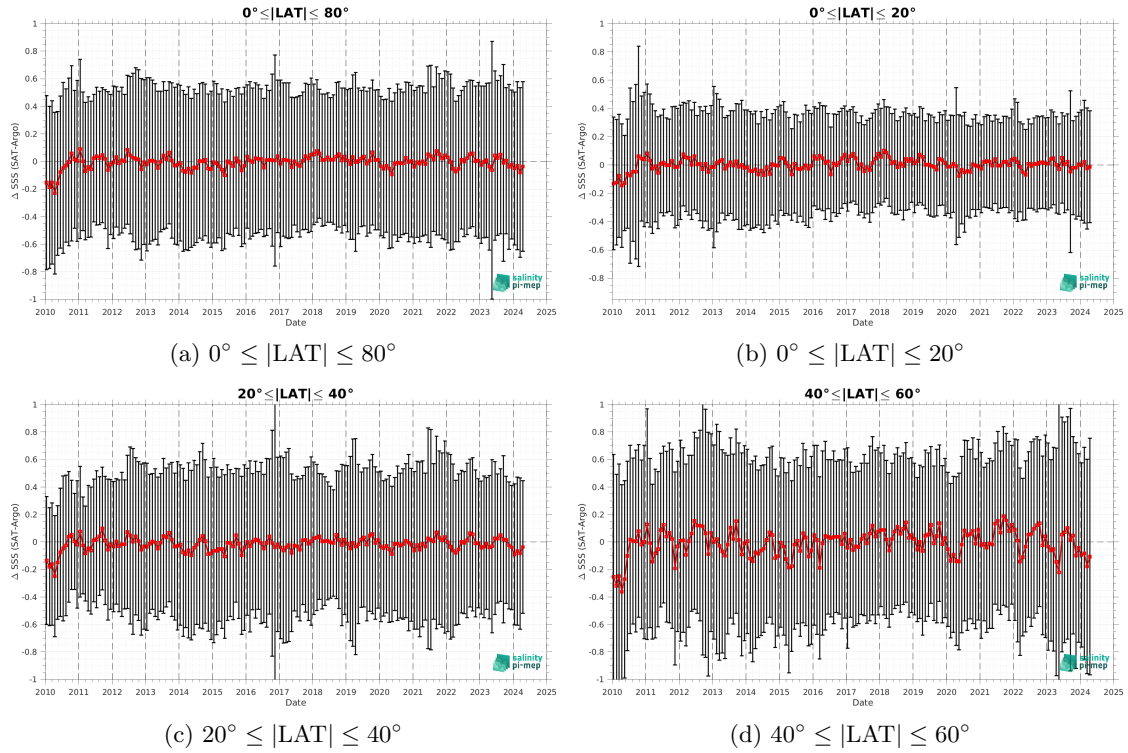 0°≤|LAT|≤ 80°
Δ SSS (SAT-Argo)
1
0.8
0.6
0.4
0.2
0
-0.2
-0.4
-0.6
-0.8
-1
2010 2011 2012 2013 2014 2015 2016 2017 2018 2019 2020 2021 2022 2023 2024 2025
Date
salinity
pi-mep
(a) 0° ≤ |LAT| ≤ 80°
0°≤|LAT|≤ 20°
Δ SSS (SAT-Argo)
1
0.8
0.6
0.4
0.2
0
-0.2
-0.4
-0.6
-0.8
2010 2011 2012 2013 2014 2015 2016 2017 2018 2019 2020 2021 2022 2023 2024 2025
Date
salinity
pi-mep
(b) 0° ≤ |LAT| ≤ 20°
20°≤|LAT|≤ 40°
Δ SSS (SAT-Argo)
1
0.8
0.6
0.4
0.2
0
-0.2
-0.4
-0.6
-0.8
-1
2010 2011 2012 2013 2014 2015 2016 2017 2018 2019 2020 2021 2022 2023 2024 2025
Date
salinity
pi-mep
(c) 20° ≤ |LAT| ≤ 40°
40°≤|LAT|≤ 60°
Δ SSS (SAT-Argo)
1
0.8
0.6
0.4
0.2
0
-0.2
-0.4
-0.6
-0.8
-1
2010 2011 2012 2013 2014 2015 2016 2017 2018 2019 2020 2021 2022 2023 2024 2025
Date
salinity
pi-mep
(d) 40° ≤ |LAT| ≤ 60°